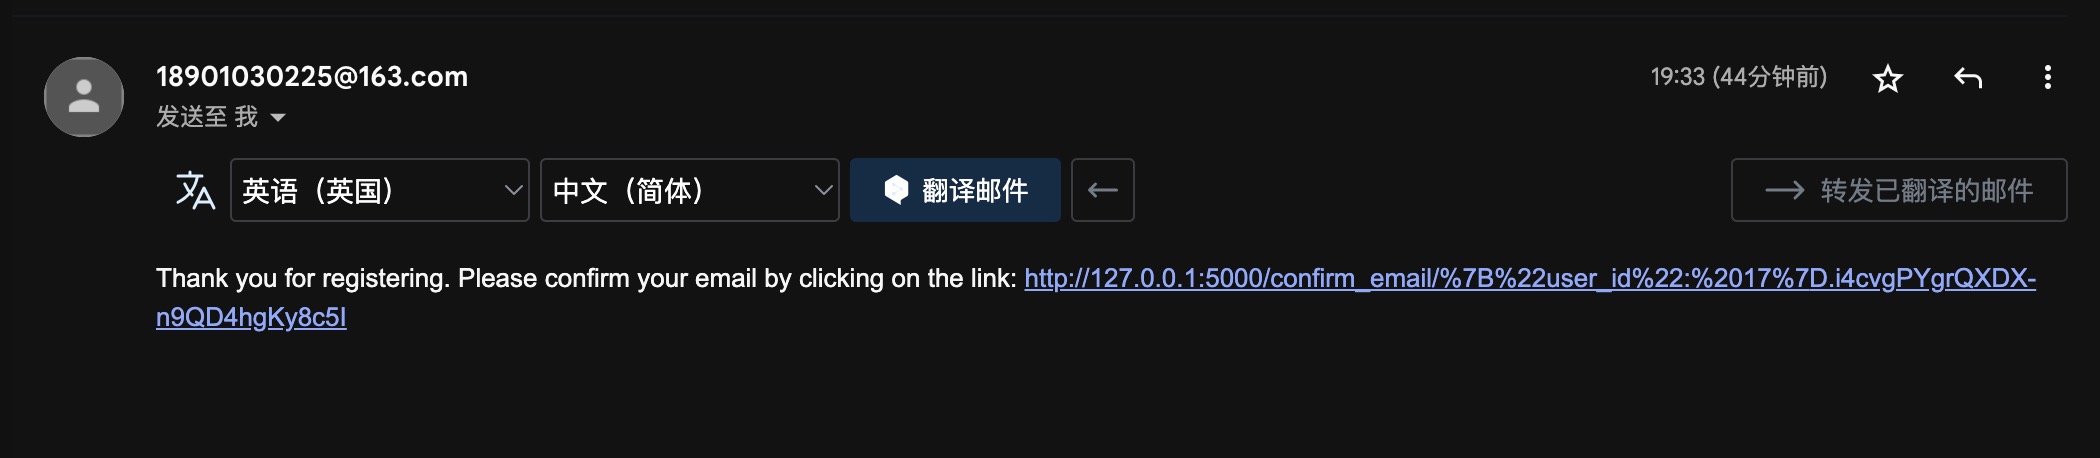 18901030225@163.com
19:33 (44分钟前)
发送至 我
英语（英国）
中文（简体）
翻译邮件
转发已翻译的邮件
Thank you for registering. Please confirm your email by clicking on the link: http://127.0.0.1:5000/confirm_email/%7B%22user_id%22:%2017%7D.i4cvgPYgrQXDX-
n9QD4hgKy8c5I